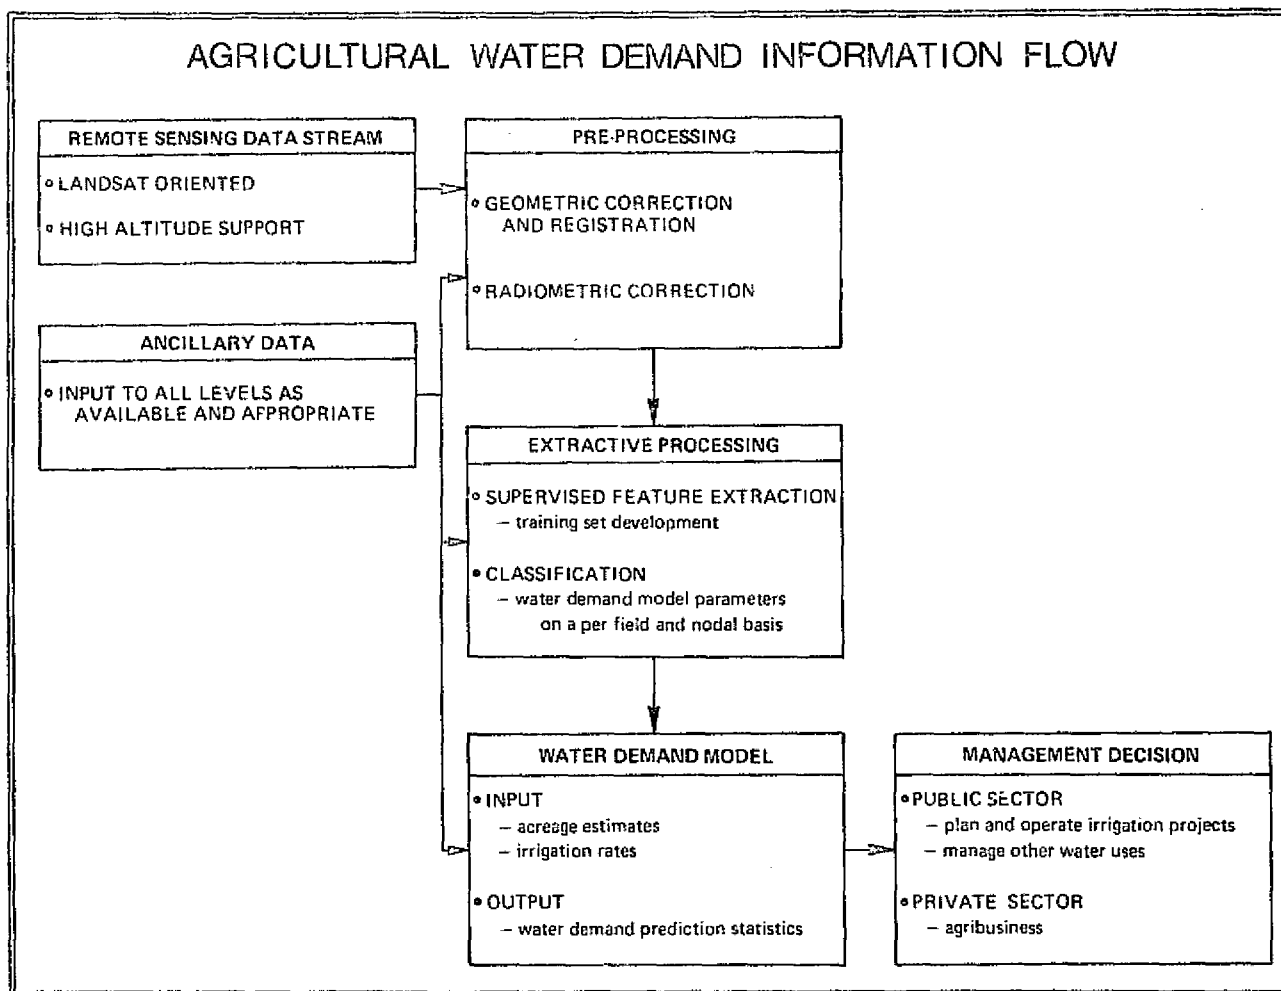 AGRICULTURAL WATER DEMAND INFORMATION FLOW
REMOTE SENSING DATA STREAM
• LANDSAT ORIENTED
• HIGH ALTITUDE SUPPORT
ANCILLARY DATA
• INPUT TO ALL LEVELS AS
AVAILABLE AND APPROPRIATE
PRE-PROCESSING
• GEOMETRIC CORRECTION
AND REGISTRATION
• RADIOMETRIC CORRECTION
EXTRACTIVE PROCESSING
• SUPERVISED FEATURE EXTRACTION
– training set development
• CLASSIFICATION
– water demand model parameters
on a per field and nodal basis
WATER DEMAND MODEL
• INPUT
– acreage estimates
– irrigation rates
• OUTPUT
– water demand prediction statistics
MANAGEMENT DECISION
• PUBLIC SECTOR
– plan and operate irrigation projects
– manage other water uses
• PRIVATE SECTOR
– agribusiness